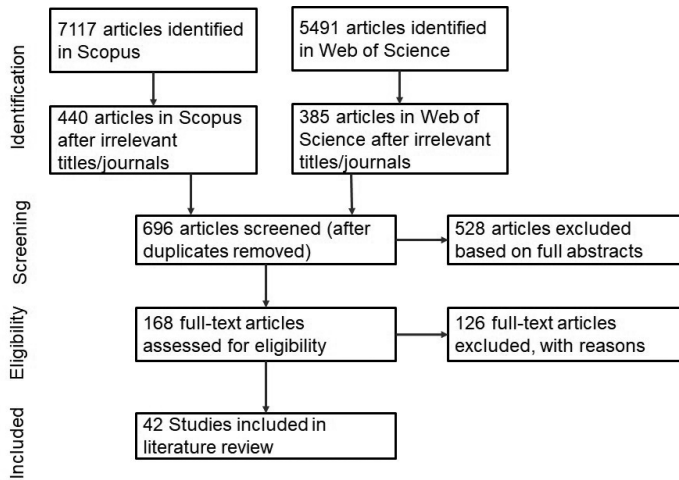 Identification
7117 articles identified
in Scopus
5491 articles identified
in Web of Science
440 articles in Scopus
after irrelevant
titles/journals
385 articles in Web of
Science after irrelevant
titles/journals
Screening
696 articles screened (after
duplicates removed)
528 articles excluded
based on full abstracts
Eligibility
168 full-text articles
assessed for eligibility
126 full-text articles
excluded, with reasons
Included
42 Studies included in
literature review